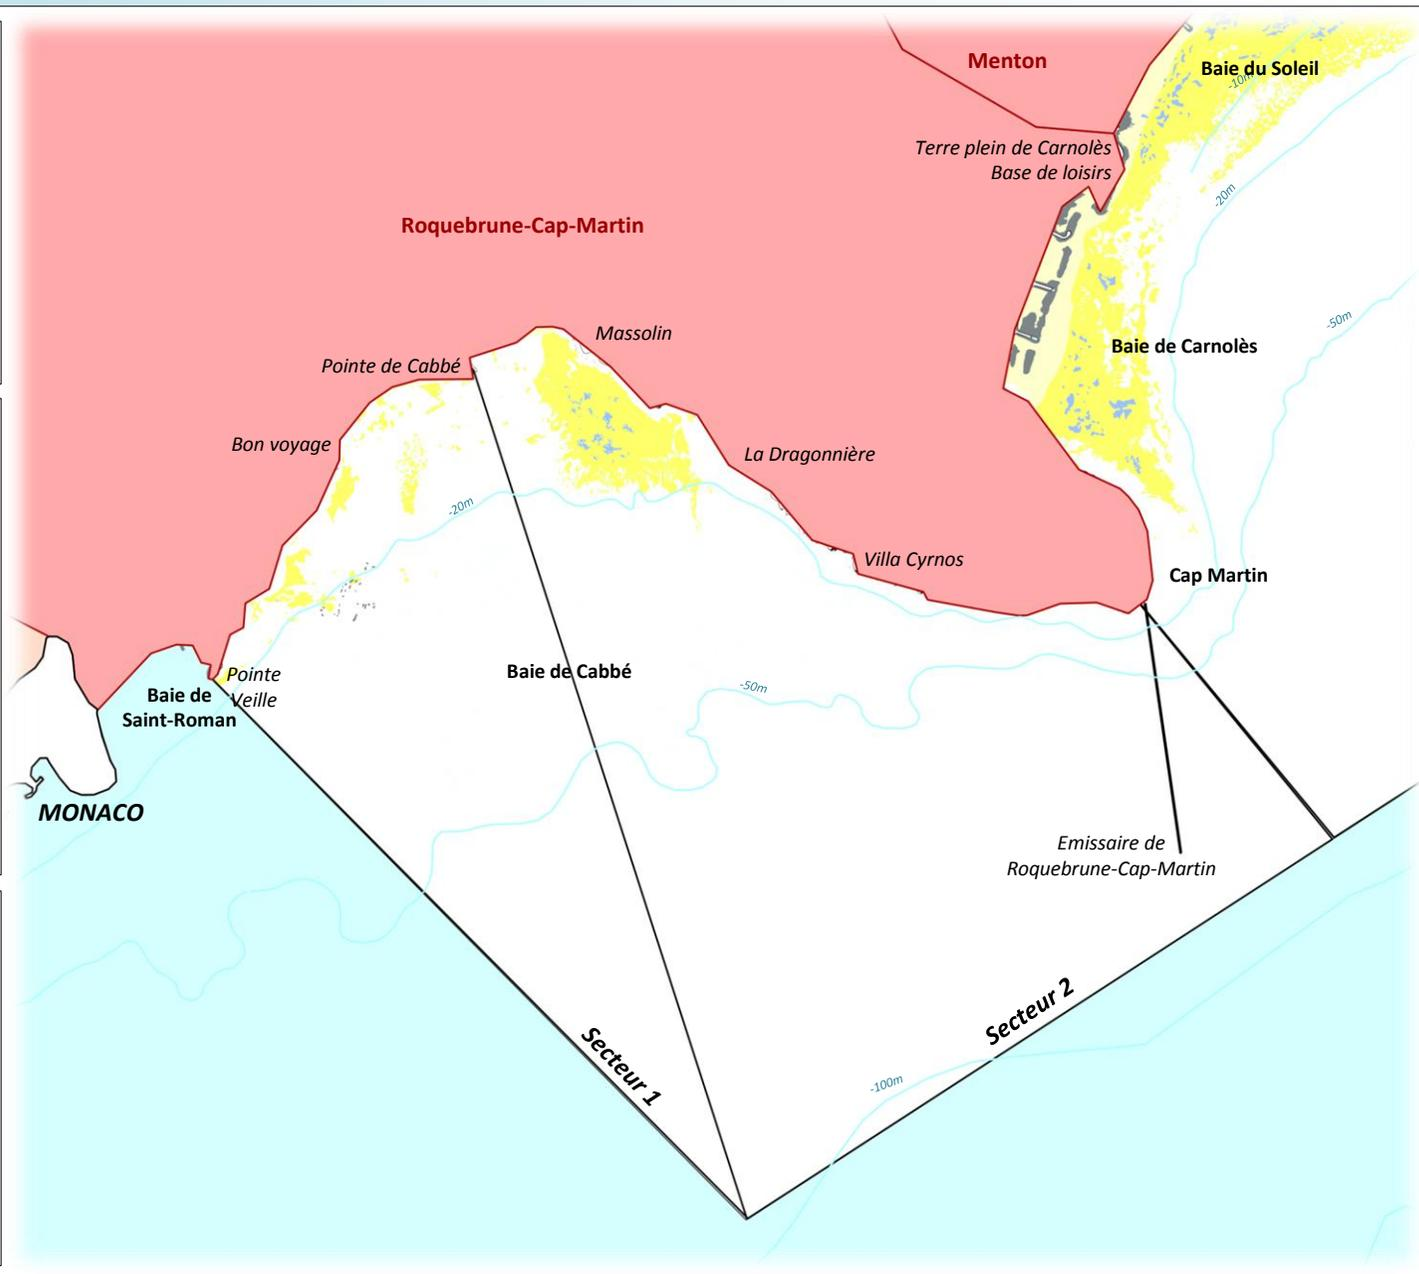 Menton
Baie du Soleil
-10m
Terre plein de Carnolès
Base de loisirs
-20m
Roquebrune-Cap-Martin
-50m
Massolin
Baie de Carnolès
Pointe de Cabbé
Bon voyage
La Dragonnière
-20m
Villa Cyrnos
Cap Martin
Pointe
Veille
Baie de Cabbé
-50m
Baie de
Saint-Roman
MONACO
Emissaire de
Roquebrune-Cap-Martin
Secteur 2
Secteur 1
-100m